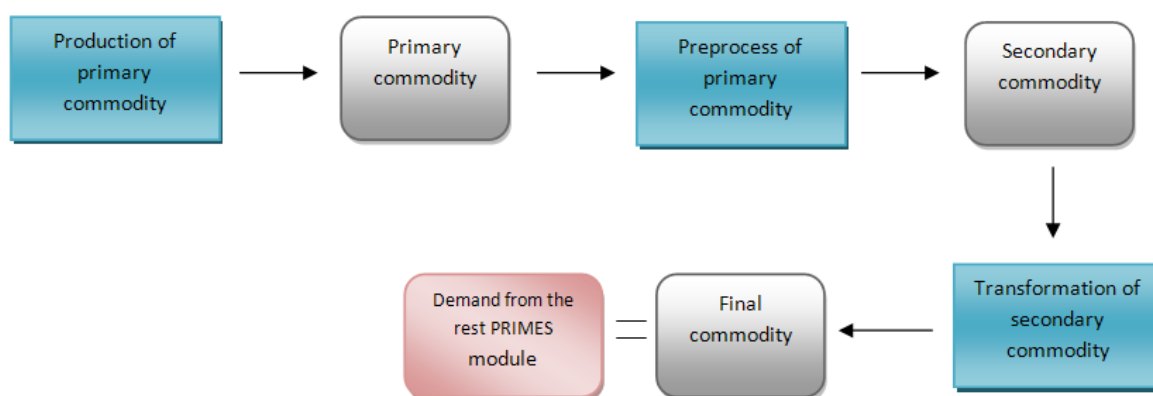 Production of
primary
commodity
Primary
commodity
Preprocess of
primary
commodity
Secondary
commodity
Transformation of
secondary
commodity
Final
commodity
Demand from the
rest PRIMES
module